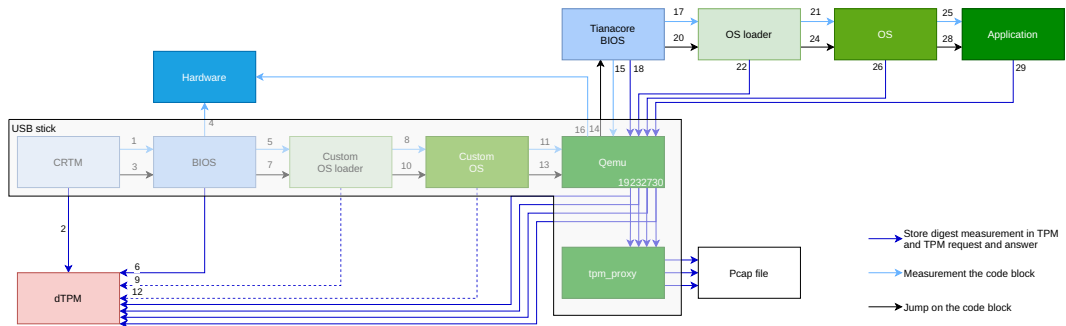 17
21
25
Tianacore
BIOS
OS loader
OS
Application
20
24
28
15
18
22
26
29
Hardware
4
16
14
USB stick
1
5
8
11
CRTM
BIOS
Custom
OS loader
Custom
OS
Qemu
3
7
10
13
19232730
2
6
9
12
dTPM
tpm_proxy
Pcap file
Store digest measurement in TPM
and TPM request and answer
Measurement the code block
Jump on the code block